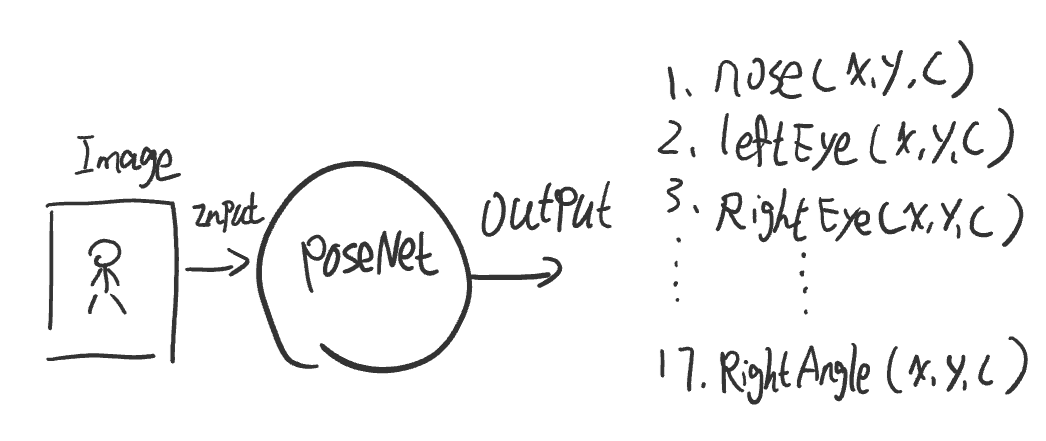 Image
Input
poseNet
output
1. nose(x,y,c)
2. leftEye(x,y,c)
3. RightEye(x,y,c)
17. RightAngle(x,y,c)